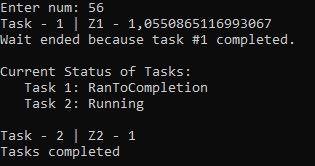 Enter num: 56
Task - 1 | Z1 - 1,0550865116993067
Wait ended because task #1 completed.
Current Status of Tasks:
Task 1: RanToCompletion
Task 2: Running
Task - 2 | Z2 - 1
Tasks completed